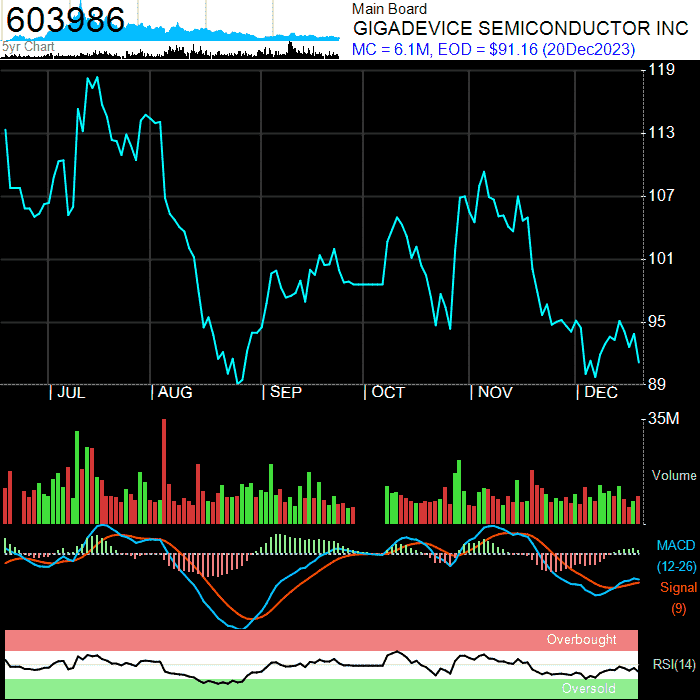 603986
5yr Chart
Main Board
GIGADEVICE SEMICONDUCTOR INC
MC = 6.1M, EOD = $91.16 (20Dec2023)
119
113
107
101
95
89
| JUL | AUG | SEP | OCT | NOV | DEC
35M
Volume
MACD
(12-26)
Signal
(9)
Overbought
RSI(14)
Oversold